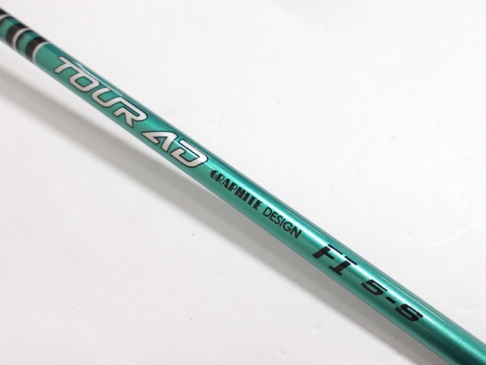 TOUR AD GRAPHITE DESIGN FI 5-S